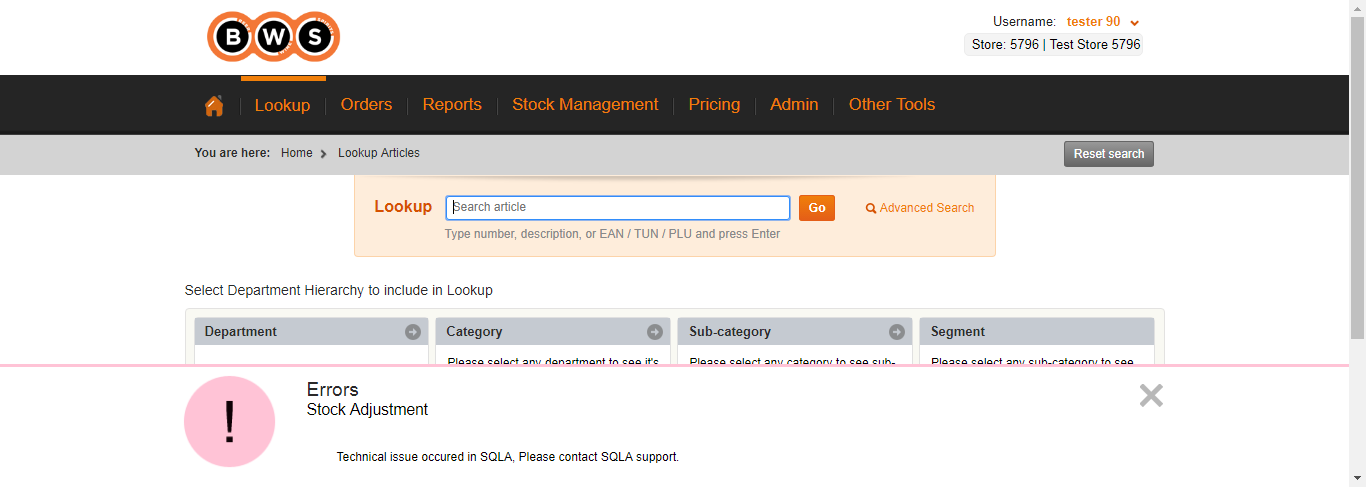 BWS
Username: tester 90
Store: 5796 | Test Store 5796
Lookup Orders Reports Stock Management Pricing Admin Other Tools
You are here: Home Lookup Articles Reset search
Lookup Search article Go Advanced Search
Type number, description, or EAN / TUN / PLU and press Enter
Select Department Hierarchy to include in Lookup
Department Category Sub-category Segment
Please select any department to see it's Please select any category to see sub- Please select any sub-category to see
!
Errors
Stock Adjustment
Technical issue occured in SQLA, Please contact SQLA support.